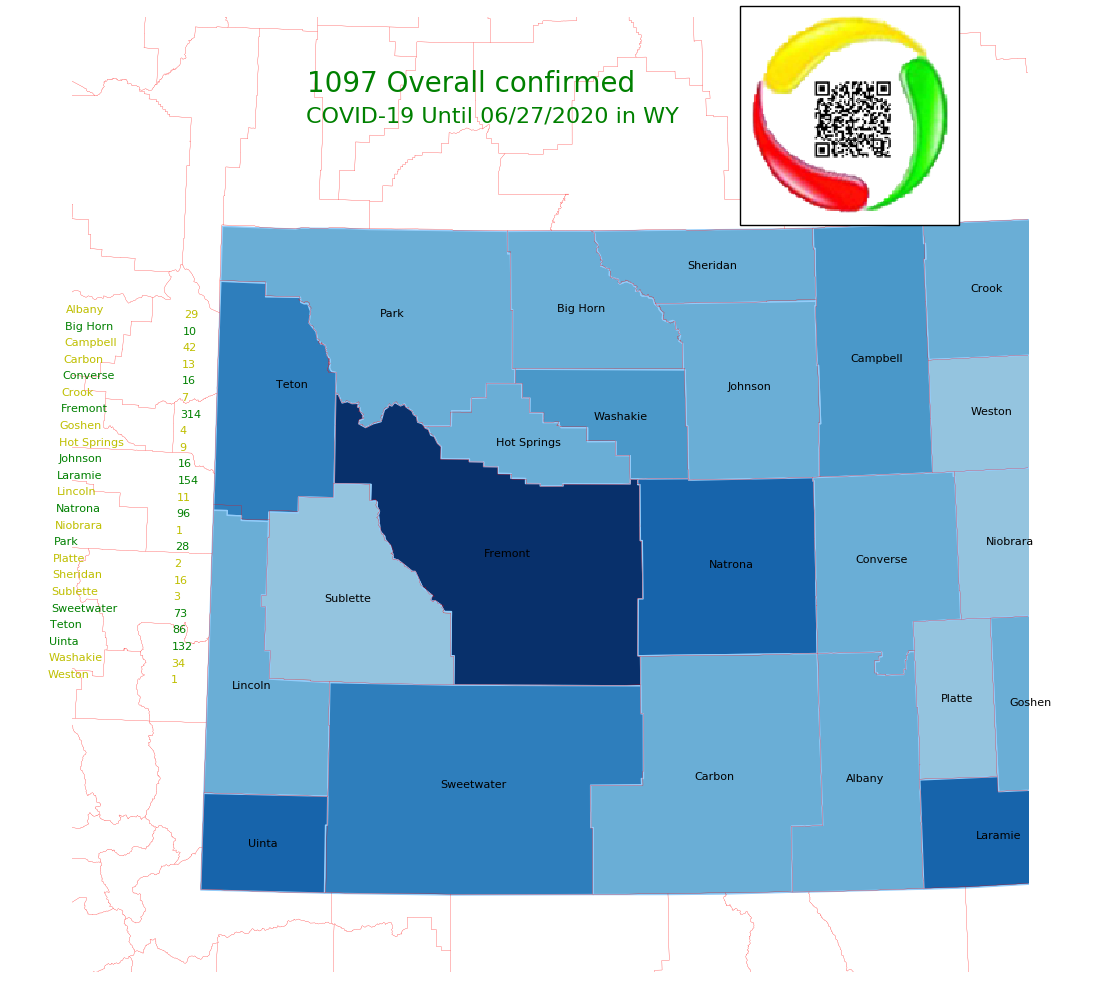 1097 Overall confirmed
COVID-19 Until 06/27/2020 in WY
Albany 29
Big Horn 10
Campbell 42
Carbon 13
Converse 16
Crook 7
Fremont 314
Goshen 4
Hot Springs 9
Johnson 16
Laramie 154
Lincoln 11
Natrona 96
Niobrara 1
Park 28
Platte 2
Sheridan 16
Sublette 3
Sweetwater 73
Teton 86
Uinta 132
Washakie 34
Weston 1
Sheridan
Crook
Big Horn
Park
Campbell
Teton
Johnson
Weston
Washakie
Hot Springs
Niobrara
Fremont
Converse
Natrona
Sublette
Lincoln
Platte
Goshen
Carbon
Albany
Sweetwater
Laramie
Uinta